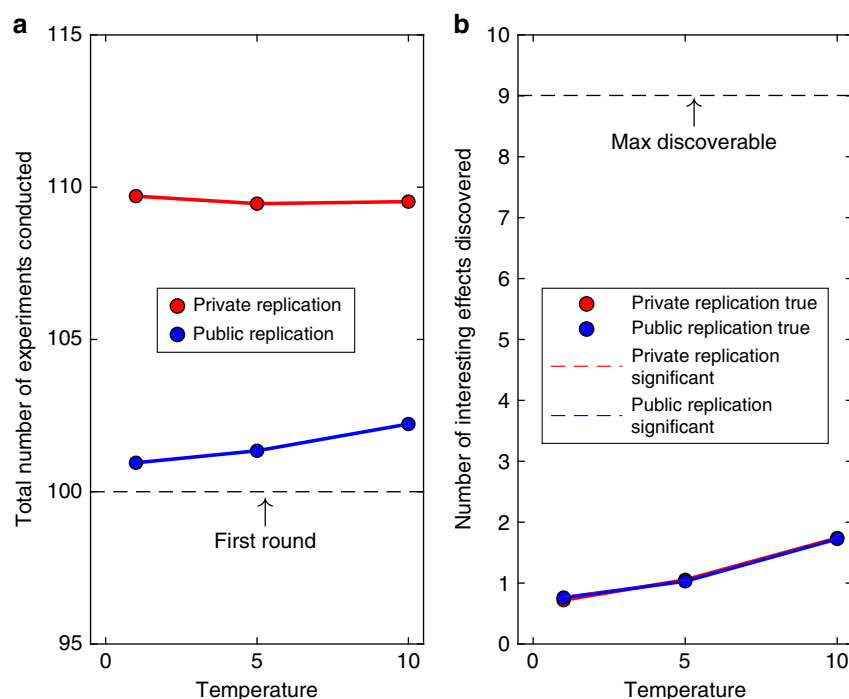 a
115
110
105
100
95
Total number of experiments conducted
Private replication
Public replication
First round
0
5
10
Temperature
b
10
9
8
7
6
5
4
3
2
1
0
Number of interesting effects discovered
Max discoverable
Private replication true
Public replication true
Private replication
significant
Public replication
significant
0
5
10
Temperature